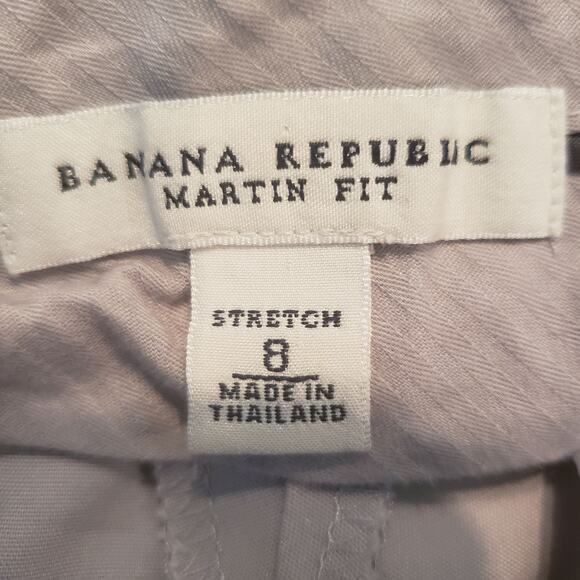 BANANA REPUBLIC
MARTIN FIT
STRETCH
8
MADE IN
THAILAND